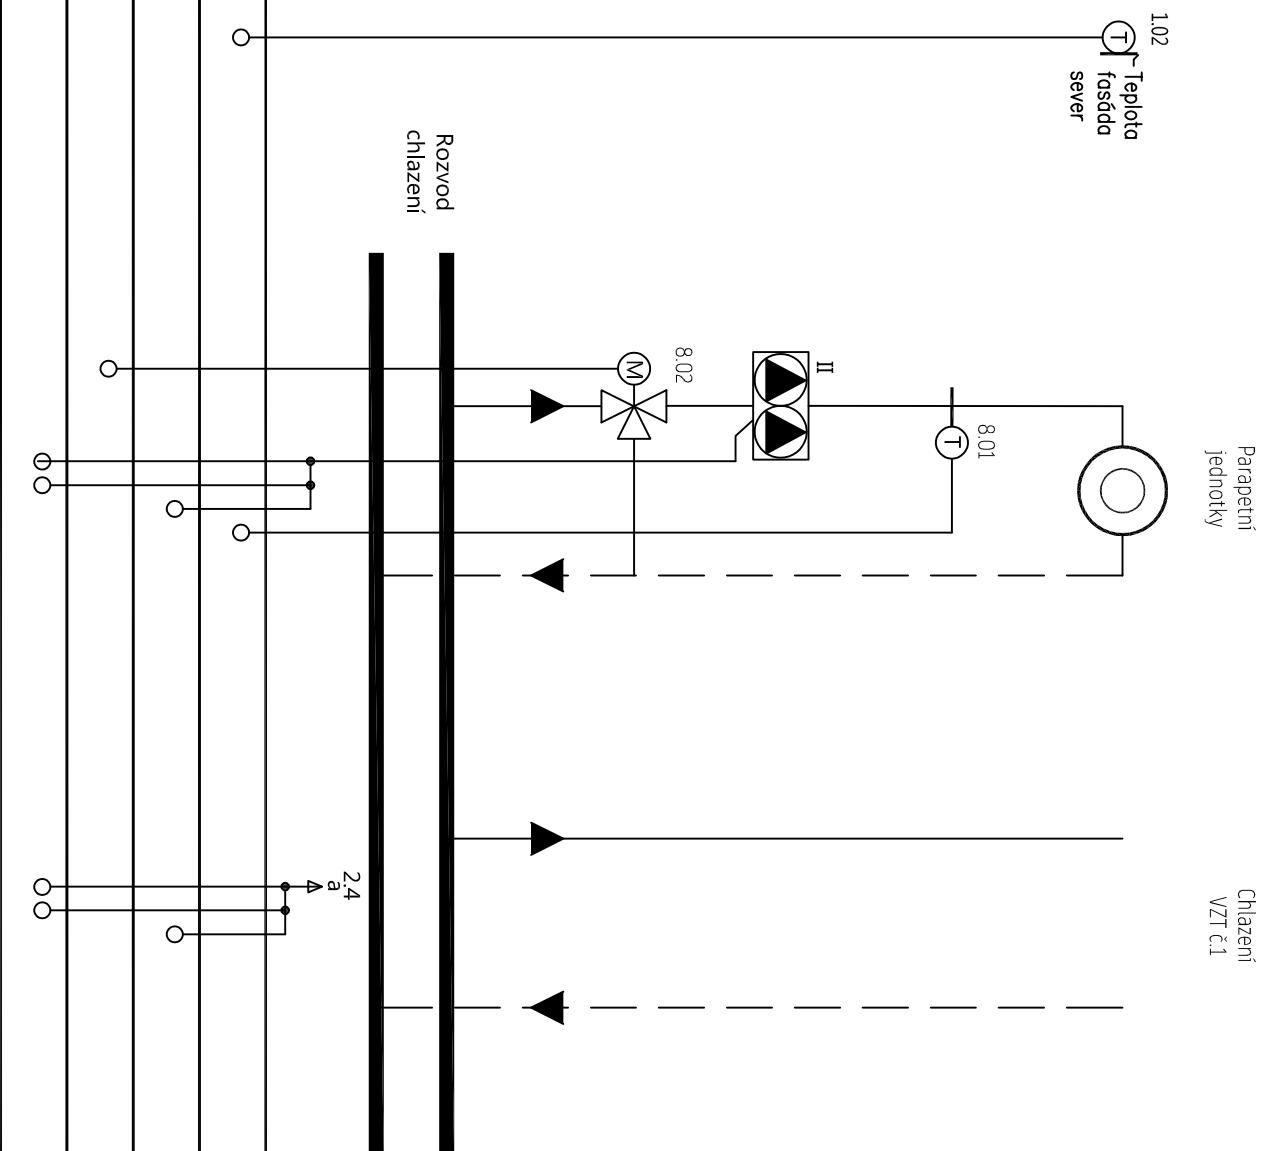 1.02
T
Teplota
fasáda
sever
Rozvod
chlazení
M
8.02
II
T
8.01
Parapetní
jednotky
2.4
a
Chlazení
VZT č.1